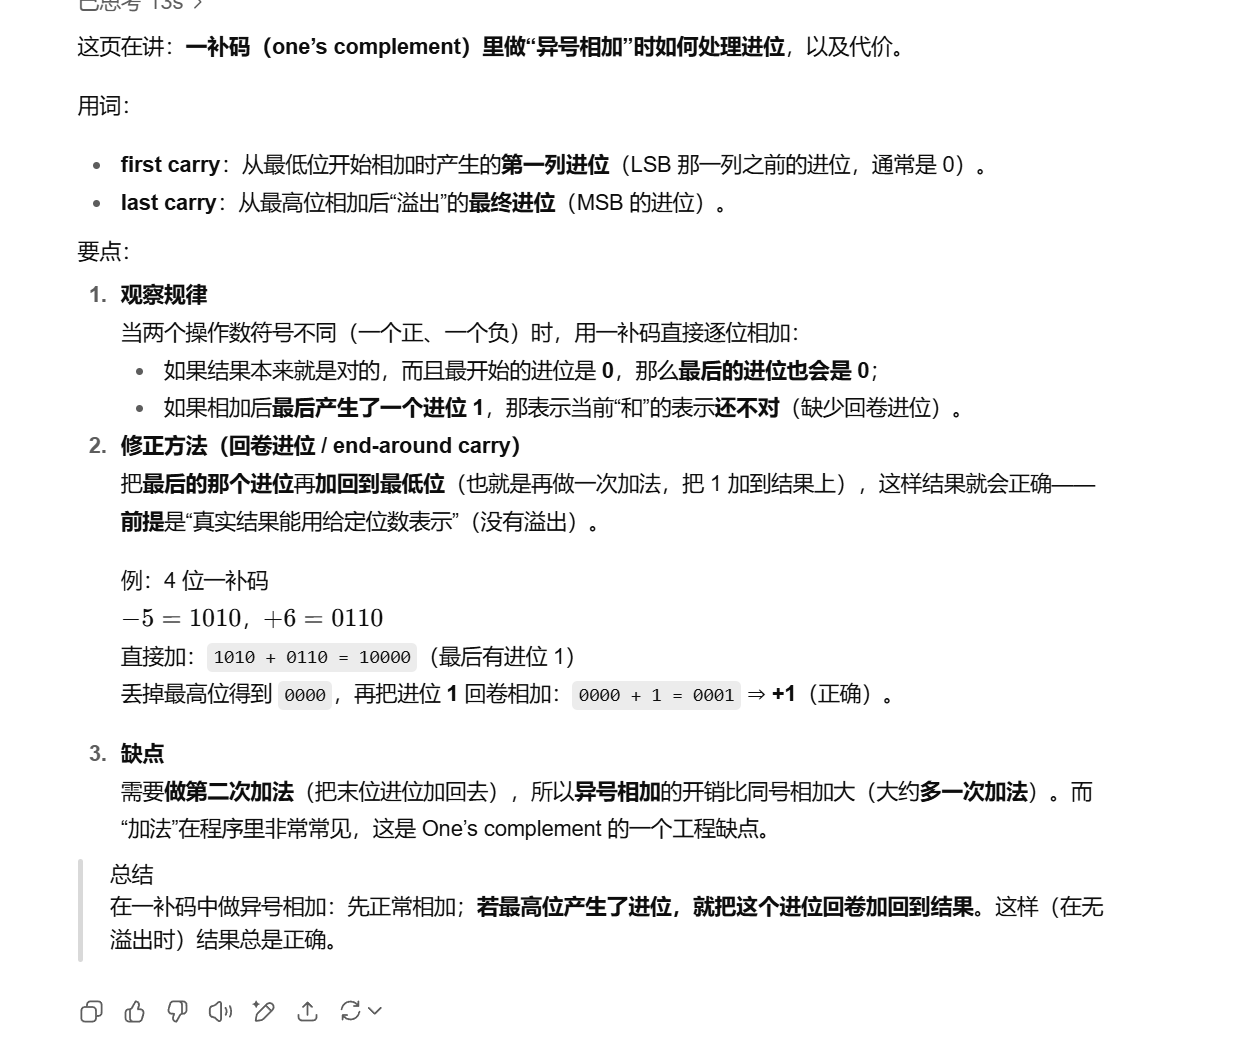 已思考 13s >
这页在讲：一补码（one’s complement）里做“异号相加”时如何处理进位，以及代价。
用词：
• first carry：从最低位开始相加时产生的第一列进位（LSB 那一列之前的进位，通常是 0）。
• last carry：从最高位相加后“溢出”的最终进位（MSB 的进位）。
要点：
1. 观察规律
当两个操作数符号不同（一个正、一个负）时，用一补码直接逐位相加：
• 如果结果本来就是对的，而且最开始的进位是 0，那么最后的进位也会是 0；
• 如果相加后最后产生了一个进位 1，那表示当前“和”的表示还不对（缺少回卷进位）。
2. 修正方法（回卷进位 / end-around carry）
把最后的那个进位再加回到最低位（也就是再做一次加法，把 1 加到结果上），这样结果就会正确——
前提是“真实结果能用给定位数表示”（没有溢出）。
例：4 位一补码
−5 = 1010，+6 = 0110
直接加：1010 + 0110 = 10000（最后有进位 1）
丢掉最高位得到 0000，再把进位 1 回卷相加：0000 + 1 = 0001 ⇒ +1（正确）。
3. 缺点
需要做第二次加法（把末位进位加回去），所以异号相加的开销比同号相加大（大约多一次加法）。而
“加法”在程序里非常常见，这是 One’s complement 的一个工程缺点。
总结
在一补码中做异号相加：先正常相加；若最高位产生了进位，就把这个进位回卷加回到结果。这样（在无
溢出时）结果总是正确。